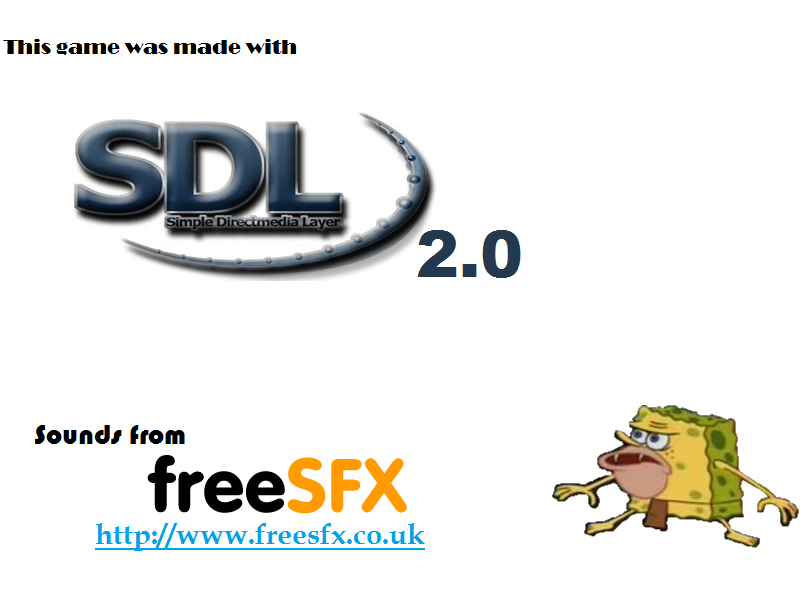 This game was made with
SDL
Simple Directmedia Layer
2.0
Sounds from
freeSFX
http://www.freesfx.co.uk